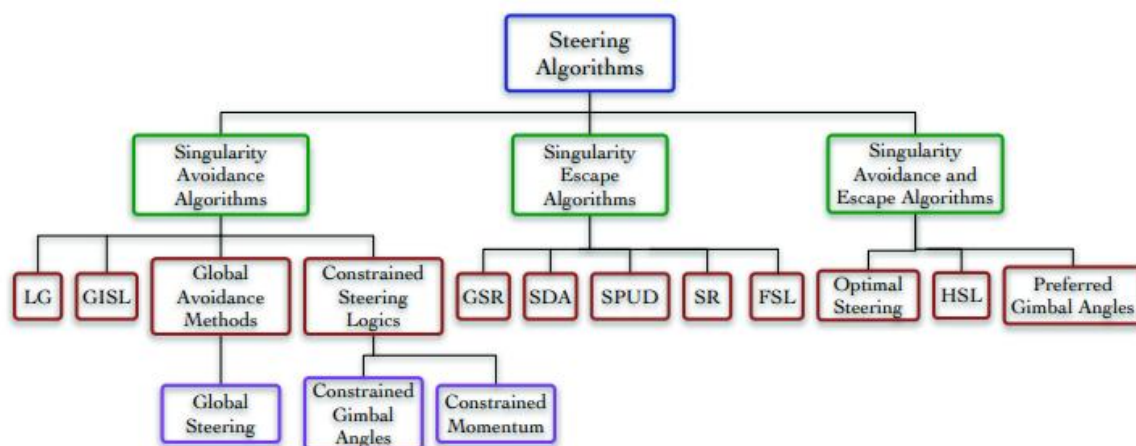 Steering
Algorithms
Singularity
Avoidance
Algorithms
Singularity
Escape
Algorithms
Singularity
Avoidance and
Escape Algorithms
LG
GISL
Global
Avoidance
Methods
Constrained
Steering
Logics
GSR
SDA
SPUD
SR
FSL
Optimal
Steering
HSL
Preferred
Gimbal Angles
Global
Steering
Constrained
Gimbal
Angles
Constrained
Momentum